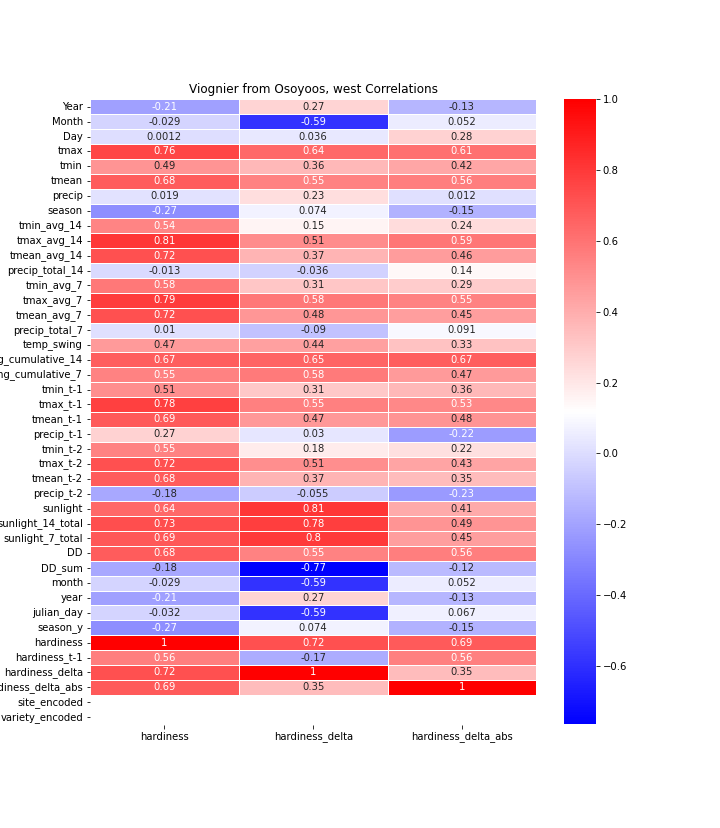 Viognier from Osoyoos, west Correlations
Year -0.21 0.27 -0.13 1.0
Month -0.029 -0.59 0.052
Day 0.0012 0.036 0.28
tmax 0.76 0.64 0.61
tmin 0.49 0.36 0.42 0.8
tmean 0.68 0.55 0.56
precip 0.019 0.23 0.012
season -0.27 0.074 -0.15
tmin_avg_14 0.54 0.15 0.24
tmax_avg_14 0.81 0.51 0.59 0.6
tmean_avg_14 0.72 0.37 0.46
precip_total_14 -0.013 -0.036 0.14
tmin_avg_7 0.58 0.31 0.29
tmax_avg_7 0.79 0.58 0.55 0.4
tmean_avg_7 0.72 0.48 0.45
precip_total_7 0.01 -0.09 0.091
temp_swing 0.47 0.44 0.33
g_cumulative_14 0.67 0.65 0.67
ng_cumulative_7 0.55 0.58 0.47 0.2
tmin_t-1 0.51 0.31 0.36
tmax_t-1 0.78 0.55 0.53
tmean_t-1 0.69 0.47 0.48
precip_t-1 0.27 0.03 -0.22
tmin_t-2 0.55 0.18 0.22 0.0
tmax_t-2 0.72 0.51 0.43
tmean_t-2 0.68 0.37 0.35
precip_t-2 -0.18 -0.055 -0.23
sunlight 0.64 0.81 0.41 −0.2
sunlight_14_total 0.73 0.78 0.49
sunlight_7_total 0.69 0.8 0.45
DD 0.68 0.55 0.56
DD_sum -0.18 -0.77 -0.12
month -0.029 -0.59 0.052 −0.4
year -0.21 0.27 -0.13
julian_day -0.032 -0.59 0.067
season_y -0.27 0.074 -0.15
hardiness 1 0.72 0.69
hardiness_t-1 0.56 -0.17 0.56
hardiness_delta 0.72 1 0.35 −0.6
diness_delta_abs 0.69 0.35 1
site_encoded
variety_encoded
hardiness hardiness_delta hardiness_delta_abs